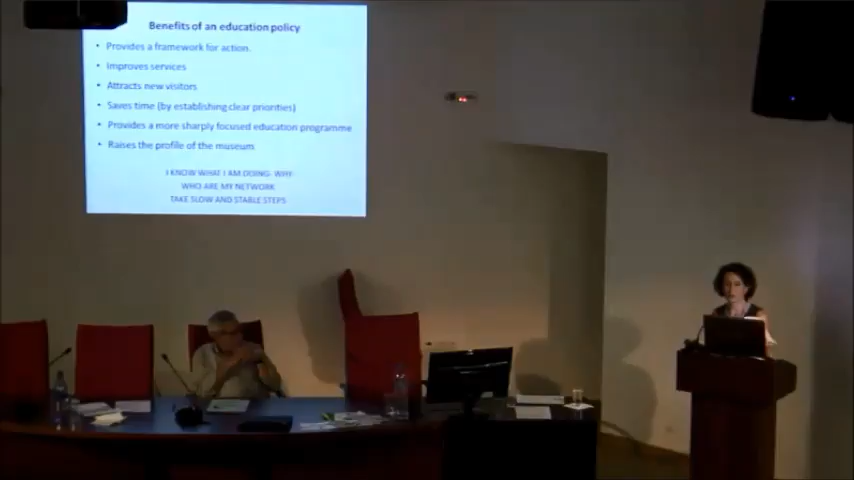 Benefits of an education policy
• Provides a framework for action.
• Improves services
• Attracts new visitors
• Saves time (by establishing clear priorities)
• Provides a more sharply focused education programme
• Raises the profile of the museum
I KNOW WHAT I AM DOING- WHY
WHO ARE MY NETWORK
TAKE SLOW AND STABLE STEPS